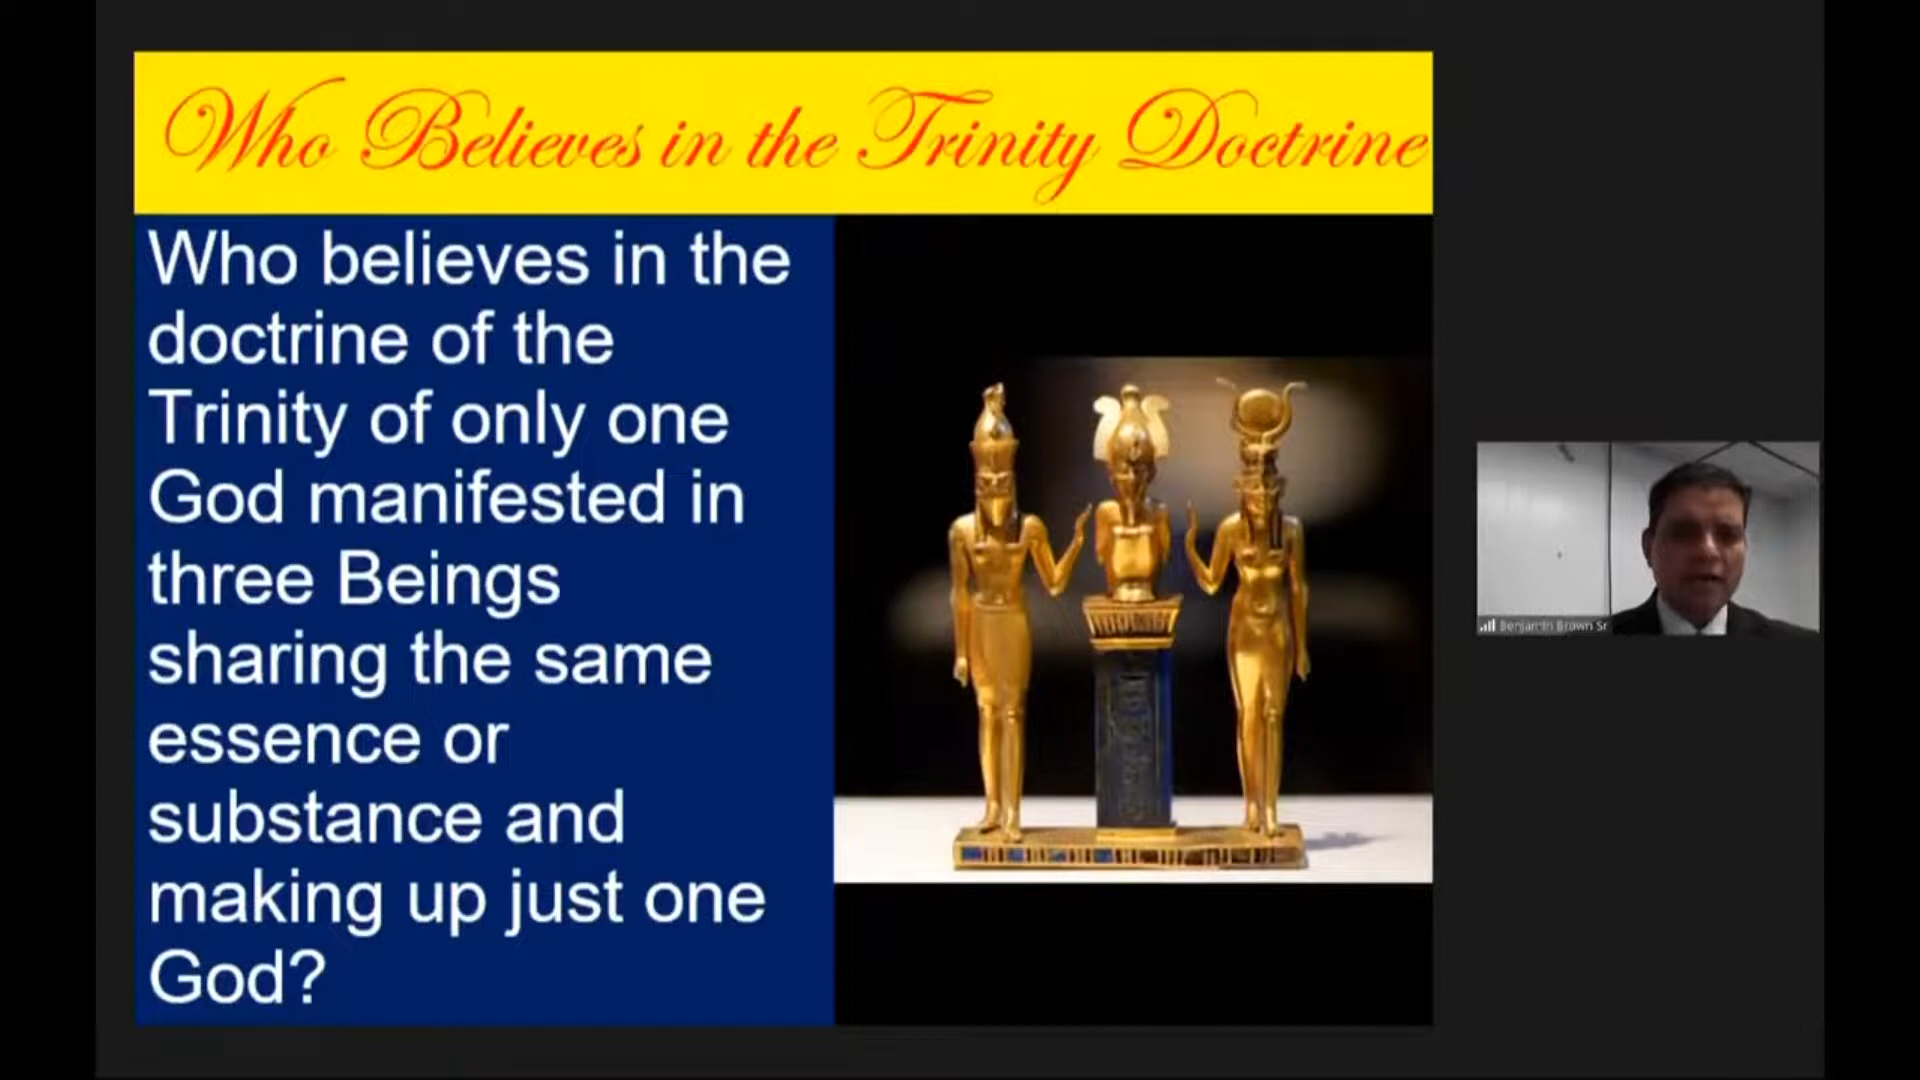 Who Believes in the Trinity Doctrine
Who believes in the
doctrine of the
Trinity of only one
God manifested in
three Beings
sharing the same
essence or
substance and
making up just one
God?
Benjamin Brown Sr